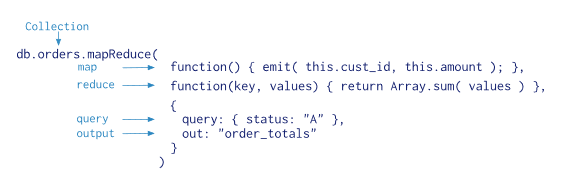 Collection
db.orders.mapReduce(
map function() { emit( this.cust_id, this.amount ); },
reduce function(key, values) { return Array.sum( values ) },
{
query query: { status: "A" },
output out: "order_totals"
}
)